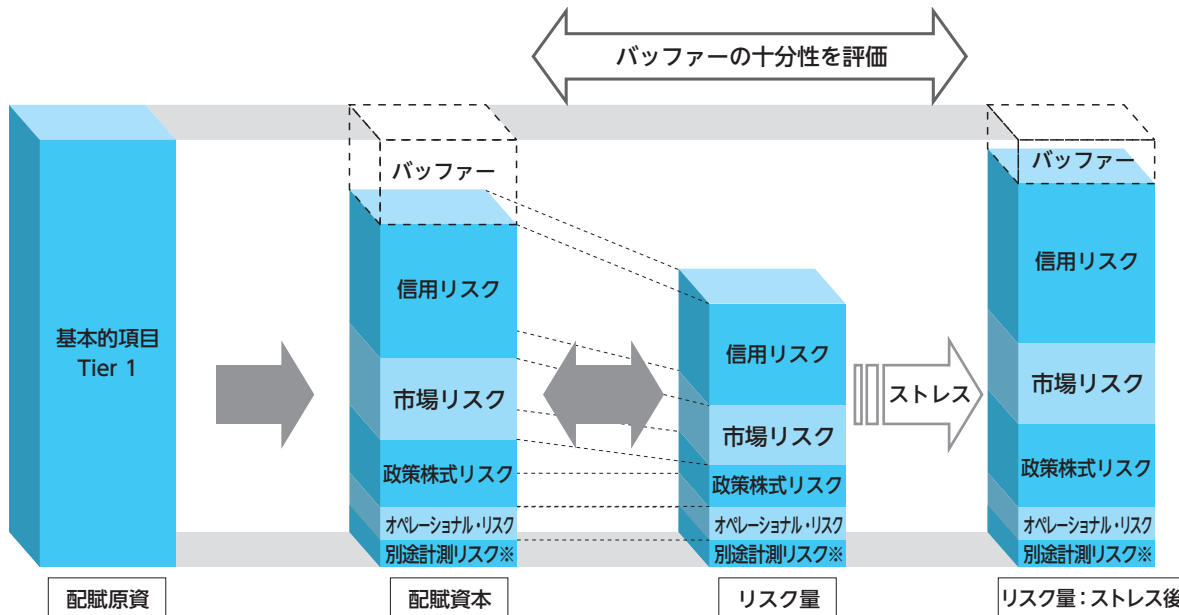 バッファーの十分性を評価
基本的項目
Tier 1
配賦原資
バッファー
信用リスク
市場リスク
政策株式リスク
オペレーショナル・リスク
別途計測リスク※
配賦資本
信用リスク
市場リスク
政策株式リスク
オペレーショナル・リスク
別途計測リスク※
リスク量
ストレス
バッファー
信用リスク
市場リスク
政策株式リスク
オペレーショナル・リスク
別途計測リスク※
リスク量：ストレス後